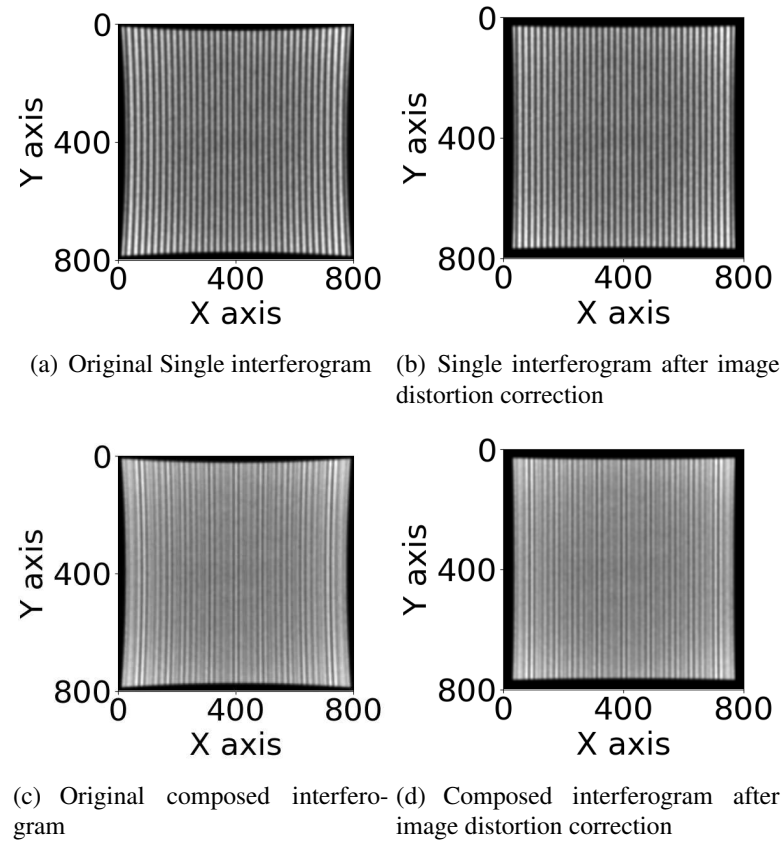 0
400
800
Y axis
0 400 800
X axis
(a) Original Single interferogram
0
400
800
Y axis
0 400 800
X axis
(b) Single interferogram after image
distortion correction
0
400
800
Y axis
0 400 800
X axis
(c) Original composed interfero-
gram
0
400
800
Y axis
0 400 800
X axis
(d) Composed interferogram after
image distortion correction